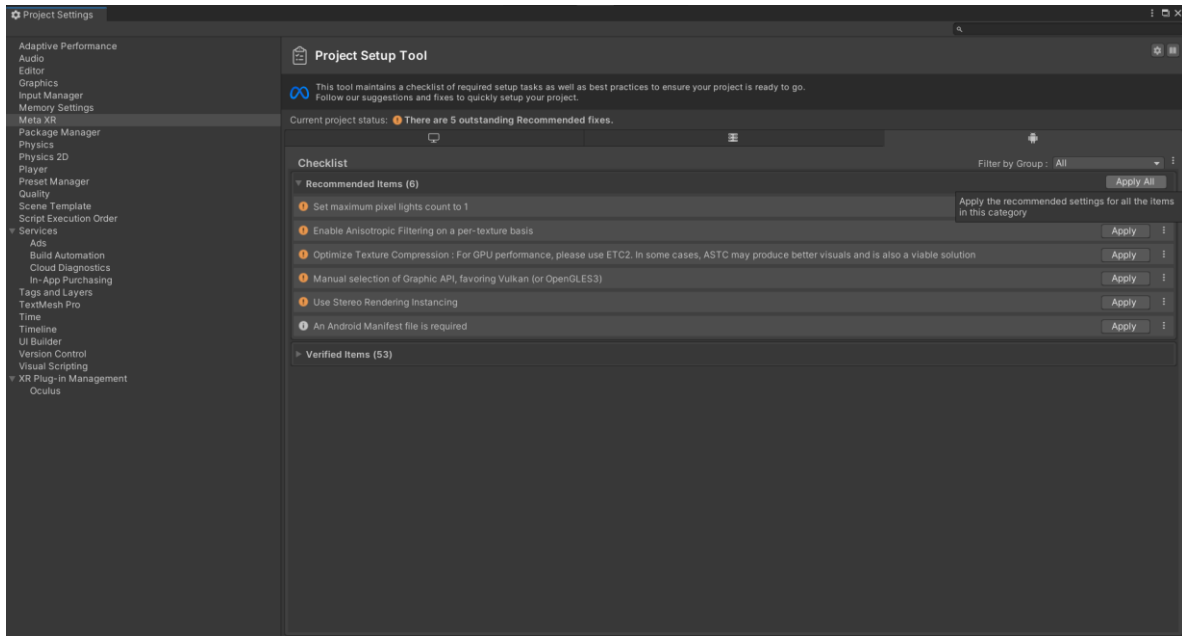 Project Settings
Adaptive Performance
Audio
Editor
Graphics
Input Manager
Memory Settings
Meta XR
Package Manager
Physics
Physics 2D
Player
Preset Manager
Quality
Scene Template
Script Execution Order
Services
Ads
Build Automation
Cloud Diagnostics
In-App Purchasing
Tags and Layers
TextMesh Pro
Time
Timeline
UI Builder
Version Control
Visual Scripting
XR Plug-in Management
Oculus
Project Setup Tool
This tool maintains a checklist of required setup tasks as well as best practices to ensure your project is ready to go.
Follow our suggestions and fixes to quickly setup your project.
Current project status: There are 5 outstanding Recommended fixes.
Checklist
Filter by Group : All
Recommended Items (6)
Apply All
Set maximum pixel lights count to 1
Apply the recommended settings for all the items
in this category
Enable Anisotropic Filtering on a per-texture basis
Apply
Optimize Texture Compression : For GPU performance, please use ETC2. In some cases, ASTC may produce better visuals and is also a viable solution
Apply
Manual selection of Graphic API, favoring Vulkan (or OpenGLES3)
Apply
Use Stereo Rendering Instancing
Apply
An Android Manifest file is required
Apply
Verified Items (53)